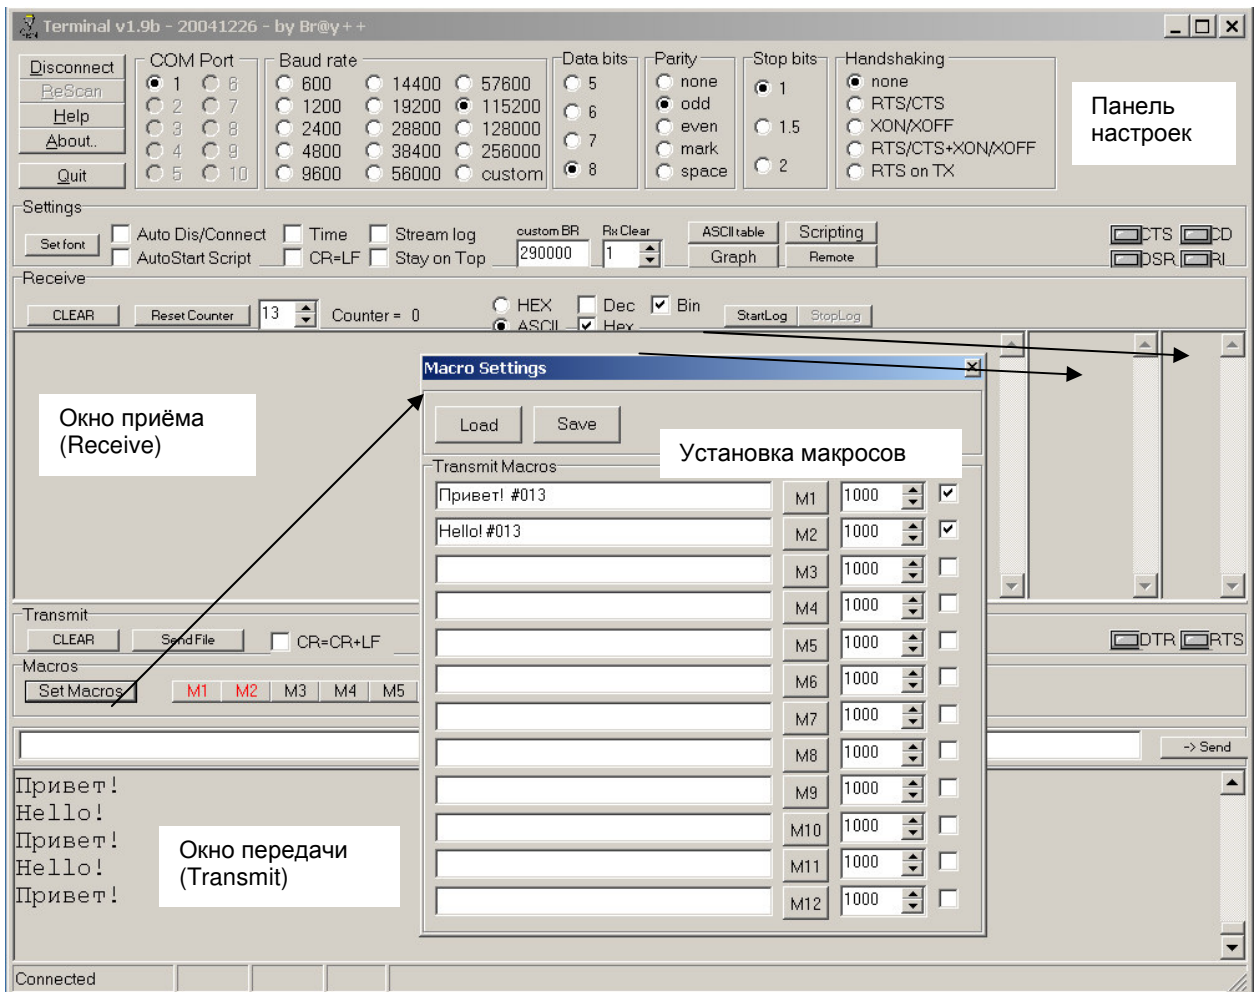 Terminal v1.9b - 20041226 - by Br@y++
Disconnect
ReScan
Help
About..
Quit
COM Port
1 6
2 7
3 8
4 9
5 10
Baud rate
600 14400 57600
1200 19200 115200
2400 28800 128000
4800 38400 256000
9600 56000 custom
Data bits
5
6
7
8
Parity
none
odd
even
mark
space
Stop bits
1
1.5
2
Handshaking
none
RTS/CTS
XON/XOFF
RTS/CTS+XON/XOFF
RTS on TX
Панель
настроек
Settings
Set font
Auto Dis/Connect Time Stream log
AutoStart Script CR=LF Stay on Top
custom BR Rx Clear
290000 1
ASCII table Scripting
Graph Remote
CTS CD
DSR RI
Receive
CLEAR Reset Counter 13 Counter = 0
HEX Dec Bin
ASCII Hex
StartLog StopLog
Окно приёма
(Receive)
Macro Settings
Load Save
Установка макросов
Transmit Macros
Привет! #013 M1 1000
Hello! #013 M2 1000
M3 1000
M4 1000
M5 1000
M6 1000
M7 1000
M8 1000
M9 1000
M10 1000
M11 1000
M12 1000
Transmit
CLEAR Send File CR=CR+LF
DTR RTS
Macros
Set Macros M1 M2 M3 M4 M5
-> Send
Привет!
Hello!
Привет!
Hello!
Привет!
Окно передачи
(Transmit)
Connected